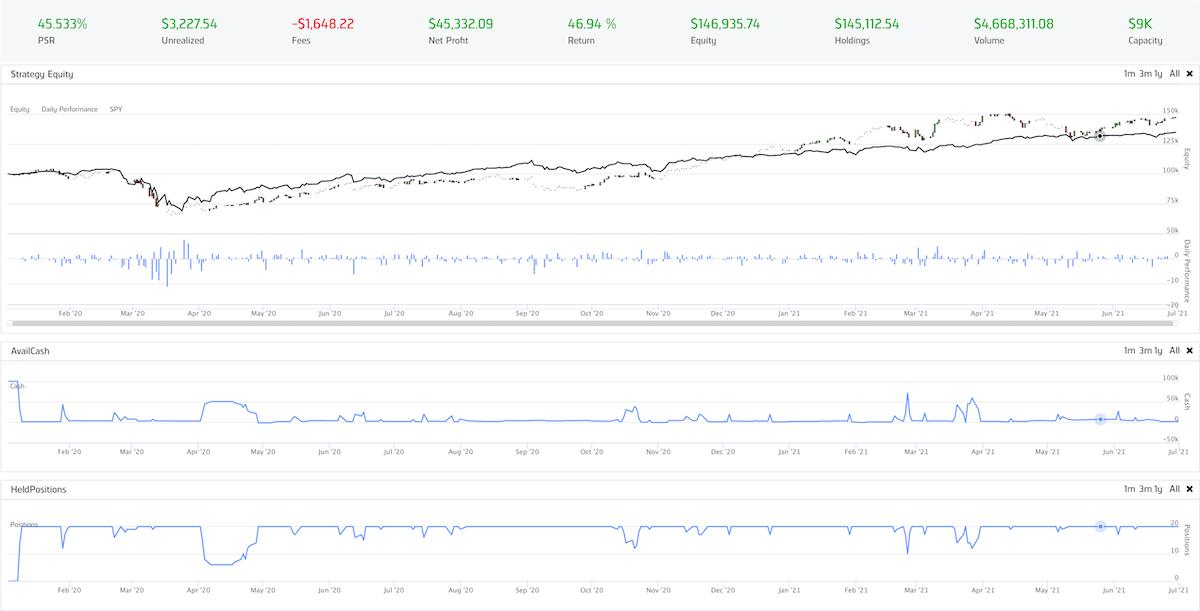 45.533% $3,227.54 -$1,648.22 $45,332.09 46.94 % $146,935.74 $145,112.54 $4,668,311.08 $9K
PSR Unrealized Fees Net Profit Return Equity Holdings Volume Capacity
Strategy Equity 1m 3m 1y All ×
Equity Daily Performance SPY
150k
125k
100k
75k
50k
Equity
0
-10
-20
Daily Performance
Feb '20 Mar '20 Apr '20 May '20 Jun '20 Jul '20 Aug '20 Sep '20 Oct '20 Nov '20 Dec '20 Jan '21 Feb '21 Mar '21 Apr '21 May '21 Jun '21 Jul '21
AvailCash 1m 3m 1y All ×
Cash
100k
50k
0
-50k
Cash
Feb '20 Mar '20 Apr '20 May '20 Jun '20 Jul '20 Aug '20 Sep '20 Oct '20 Nov '20 Dec '20 Jan '21 Feb '21 Mar '21 Apr '21 May '21 Jun '21 Jul '21
HeldPositions 1m 3m 1y All ×
Positions
20
10
0
Positions
Feb '20 Mar '20 Apr '20 May '20 Jun '20 Jul '20 Aug '20 Sep '20 Oct '20 Nov '20 Dec '20 Jan '21 Feb '21 Mar '21 Apr '21 May '21 Jun '21 Jul '21